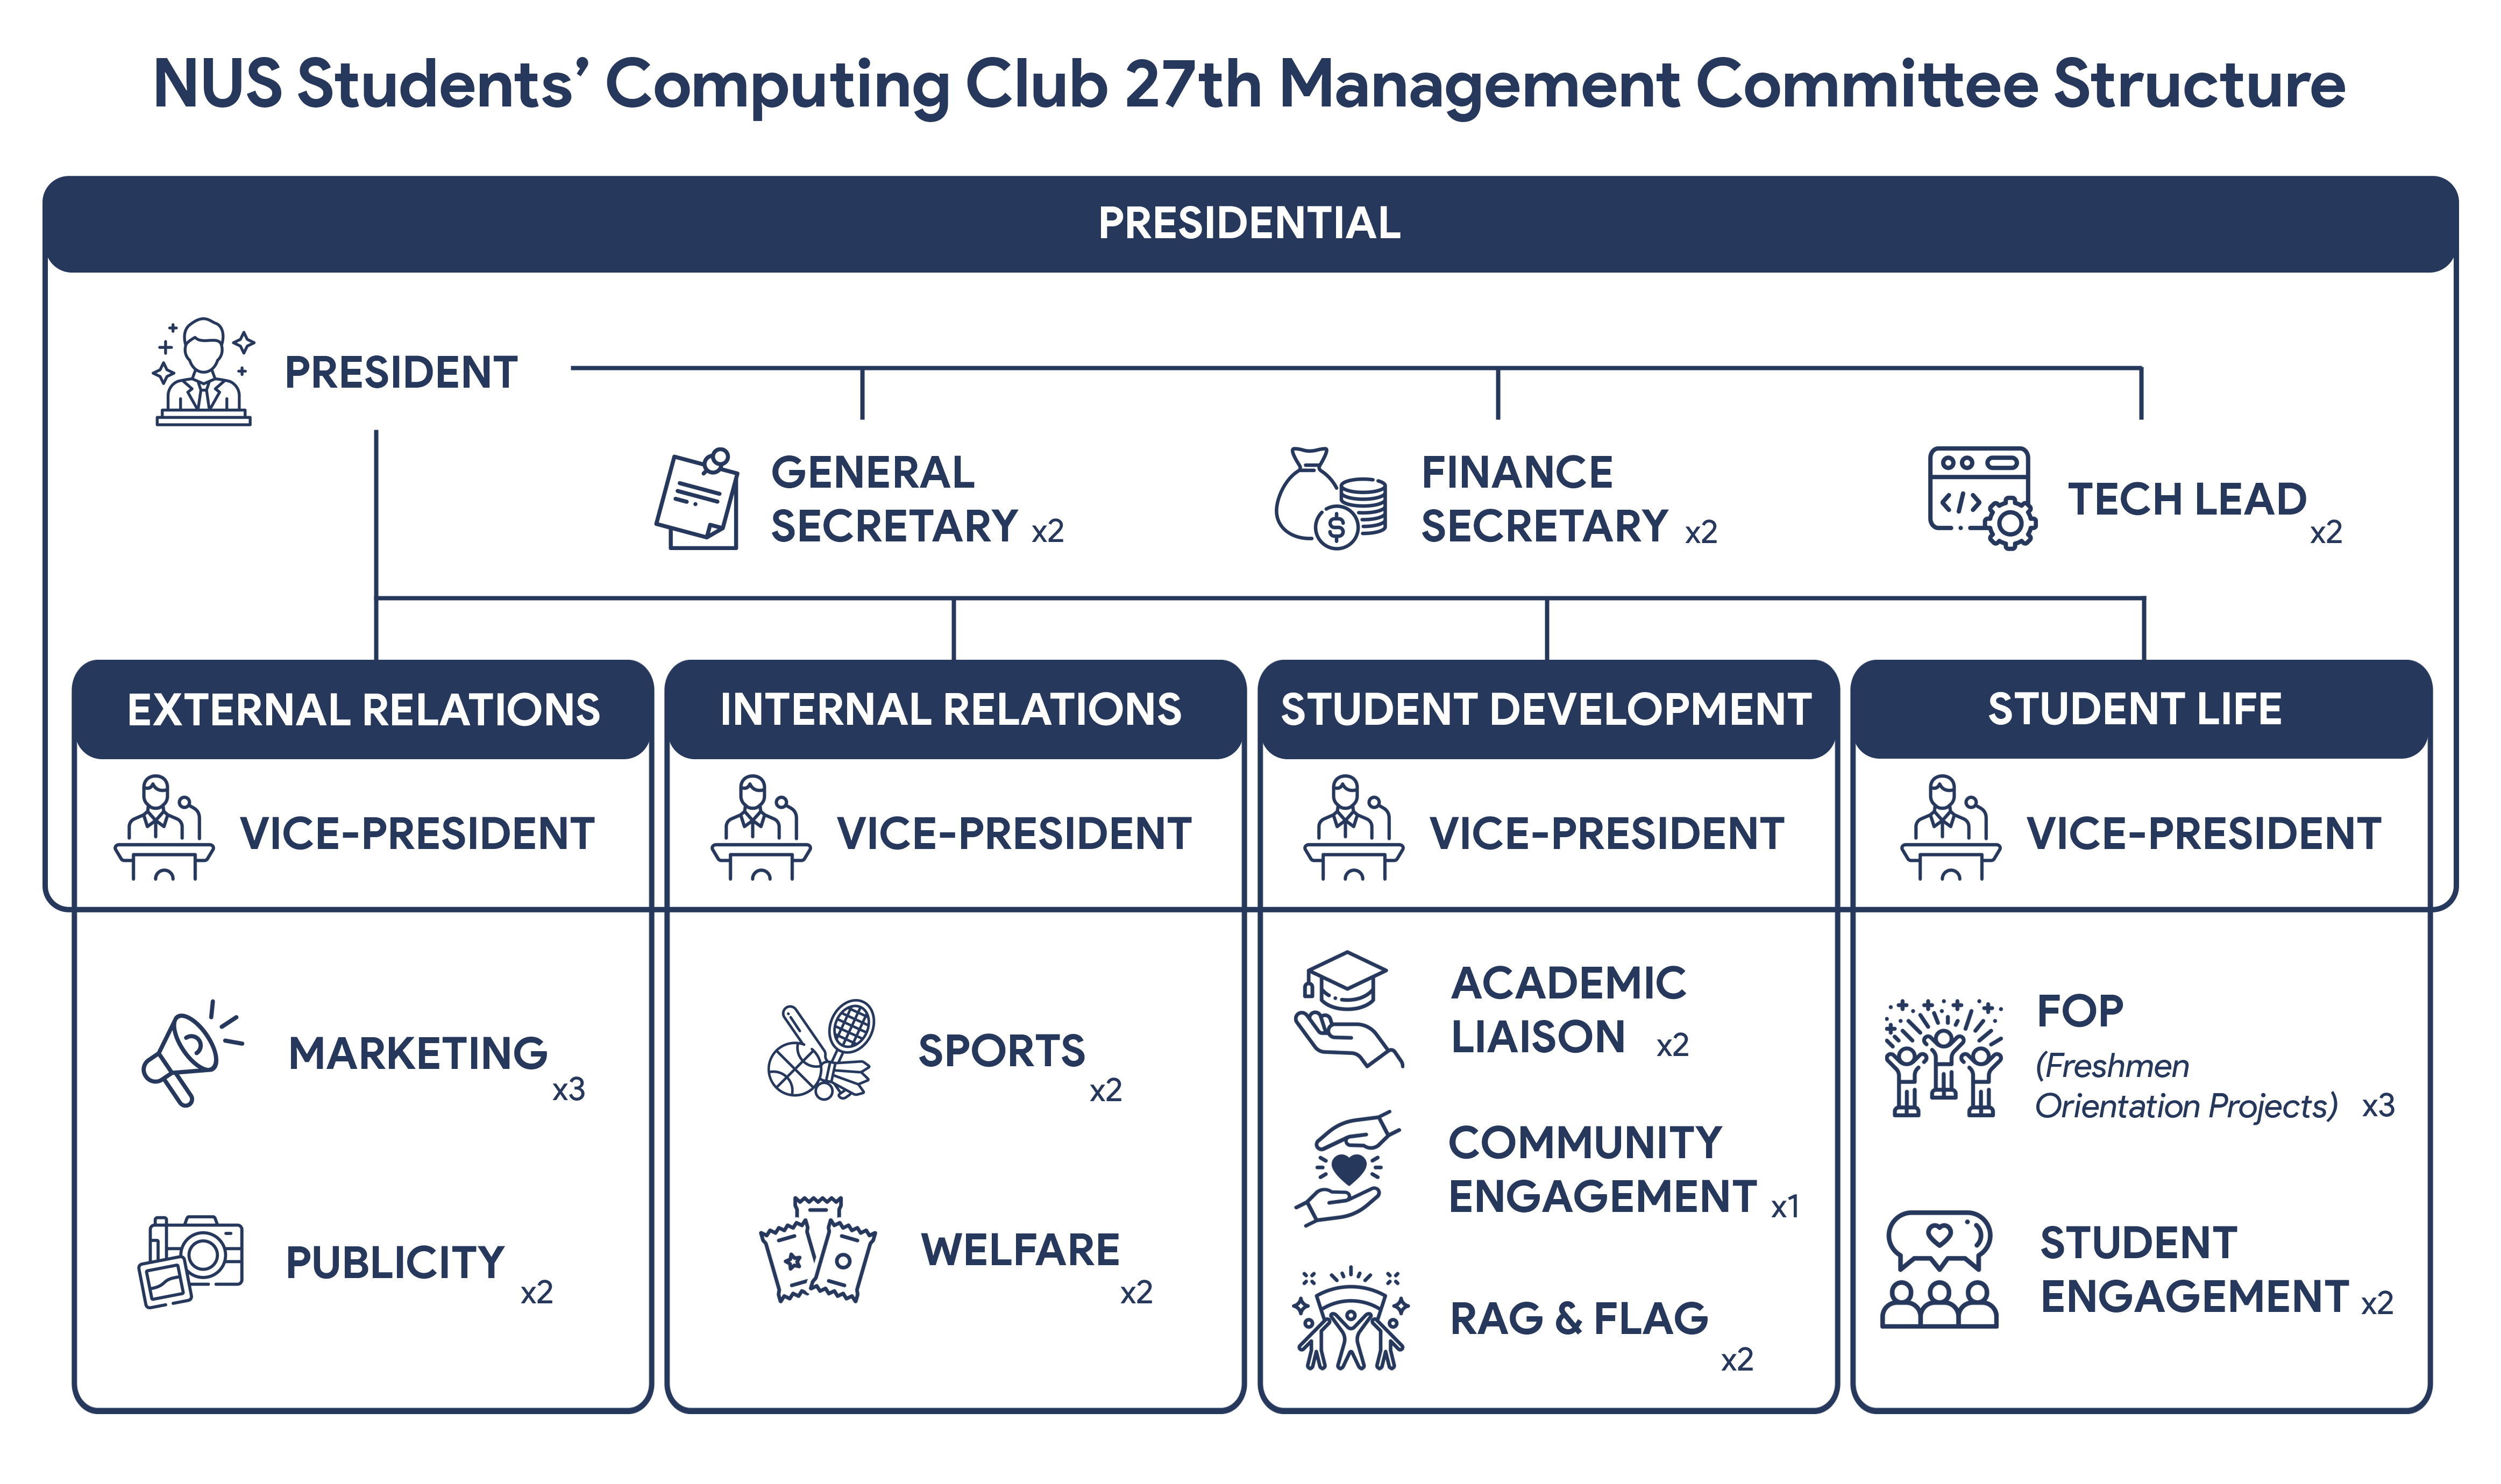 NUS Students’ Computing Club 27th Management Committee Structure
PRESIDENTIAL
PRESIDENT
GENERAL
SECRETARY x2
FINANCE
SECRETARY x2
TECH LEAD x2
EXTERNAL RELATIONS
VICE-PRESIDENT
MARKETING x3
PUBLICITY x2
INTERNAL RELATIONS
VICE-PRESIDENT
SPORTS x2
WELFARE x2
STUDENT DEVELOPMENT
VICE-PRESIDENT
ACADEMIC
LIAISON x2
COMMUNITY
ENGAGEMENT x1
RAG & FLAG x2
STUDENT LIFE
VICE-PRESIDENT
FOP
(Freshmen
Orientation Projects) x3
STUDENT
ENGAGEMENT x2